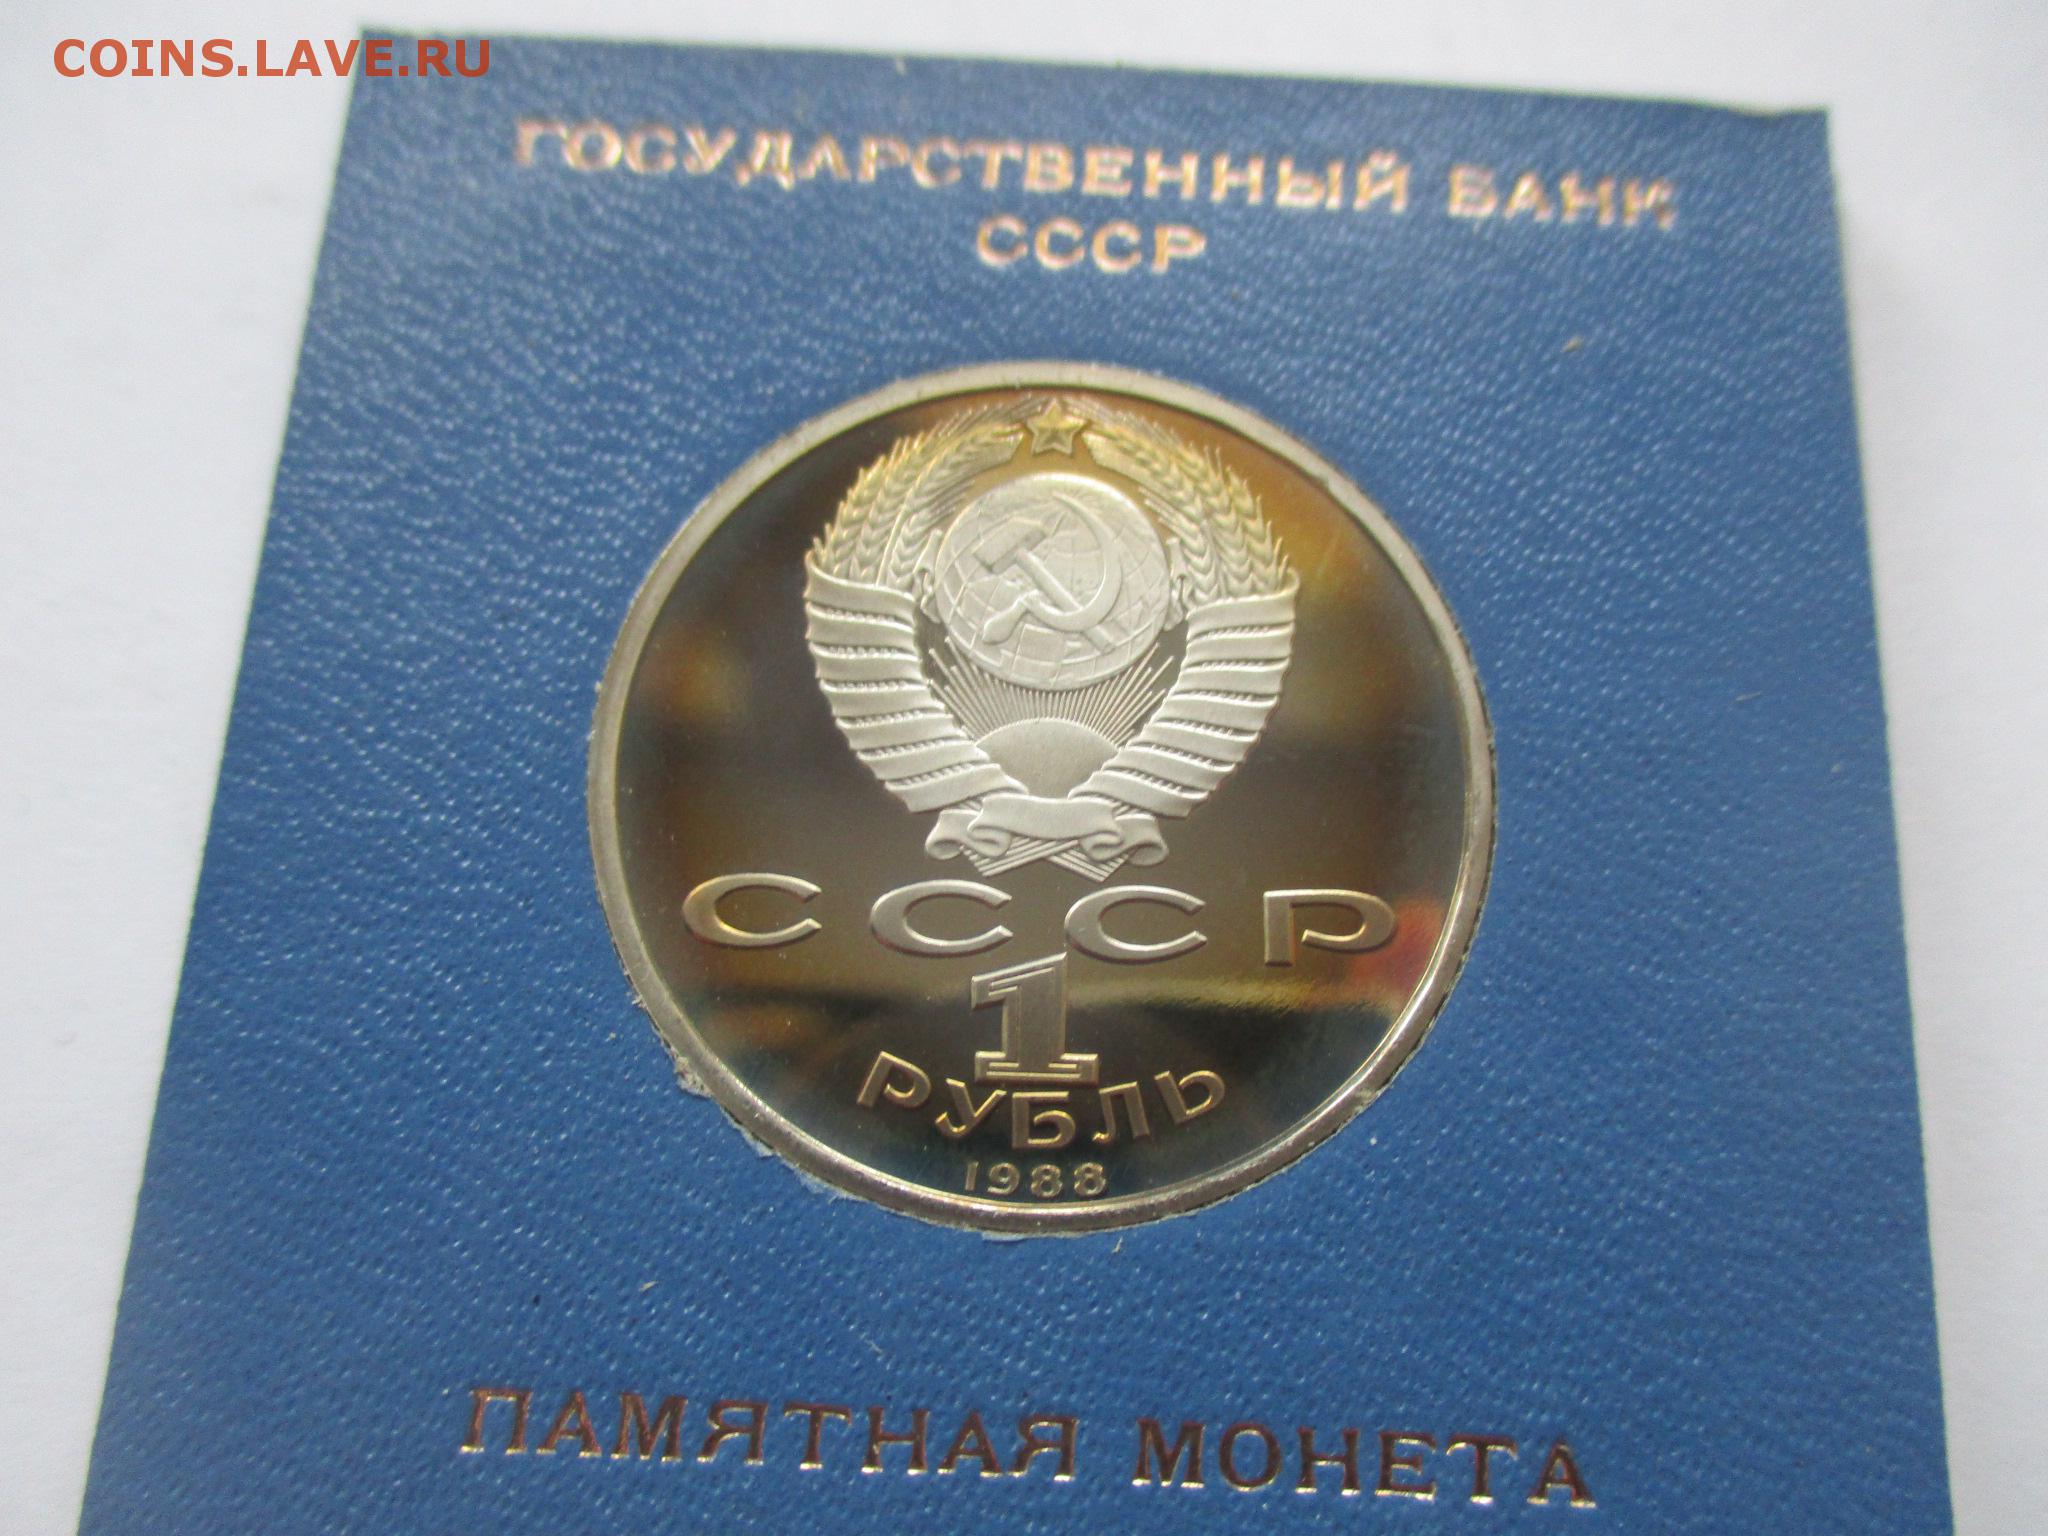 COINS.LAVE.RU
ГОСУДАРСТВЕННЫЙ БАНК
СССР
СССР
1
РУБЛЬ
1988
ПАМЯТНАЯ МОНЕТА